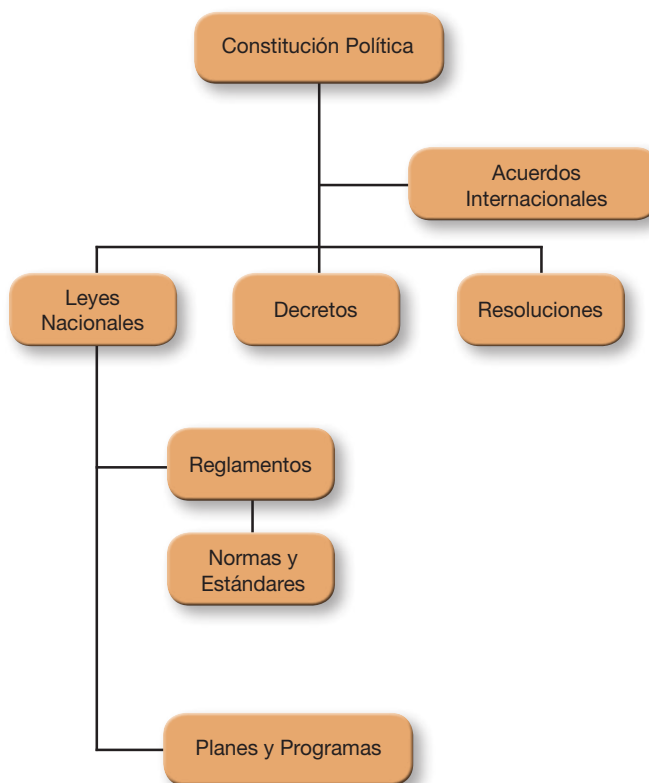 Constitución Política
Acuerdos
Internacionales
Leyes
Nacionales
Decretos
Resoluciones
Reglamentos
Normas y
Estándares
Planes y Programas